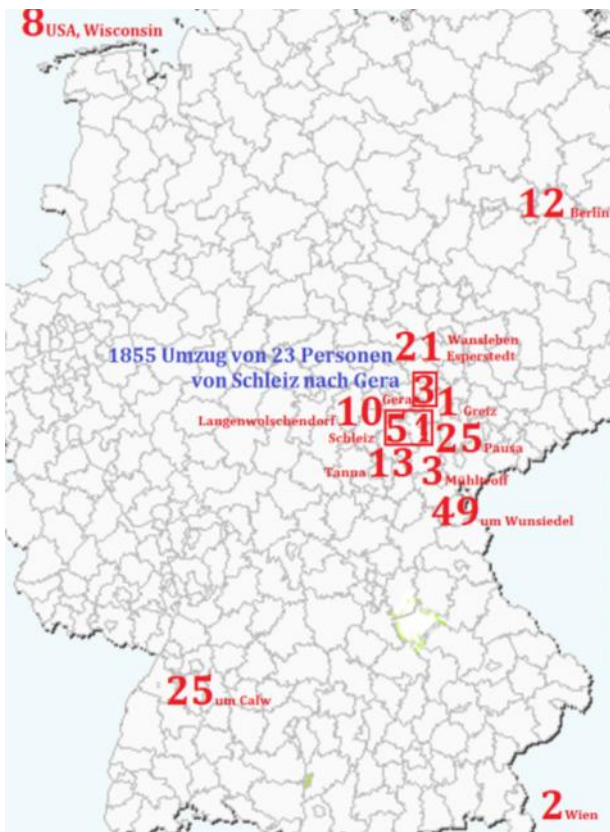 8 USA, Wisconsin
12 Berlin
1855 Umzug von 23 Personen
von Schleiz nach Gera
21 Wansleben
Esperstedt
Gera 3
1 Greiz
Langenwolschendorf 10
Schleiz 51
25 Pausa
Tanna 13
3 Mühltroff
49 um Wunsiedel
25 um Calw
2 Wien